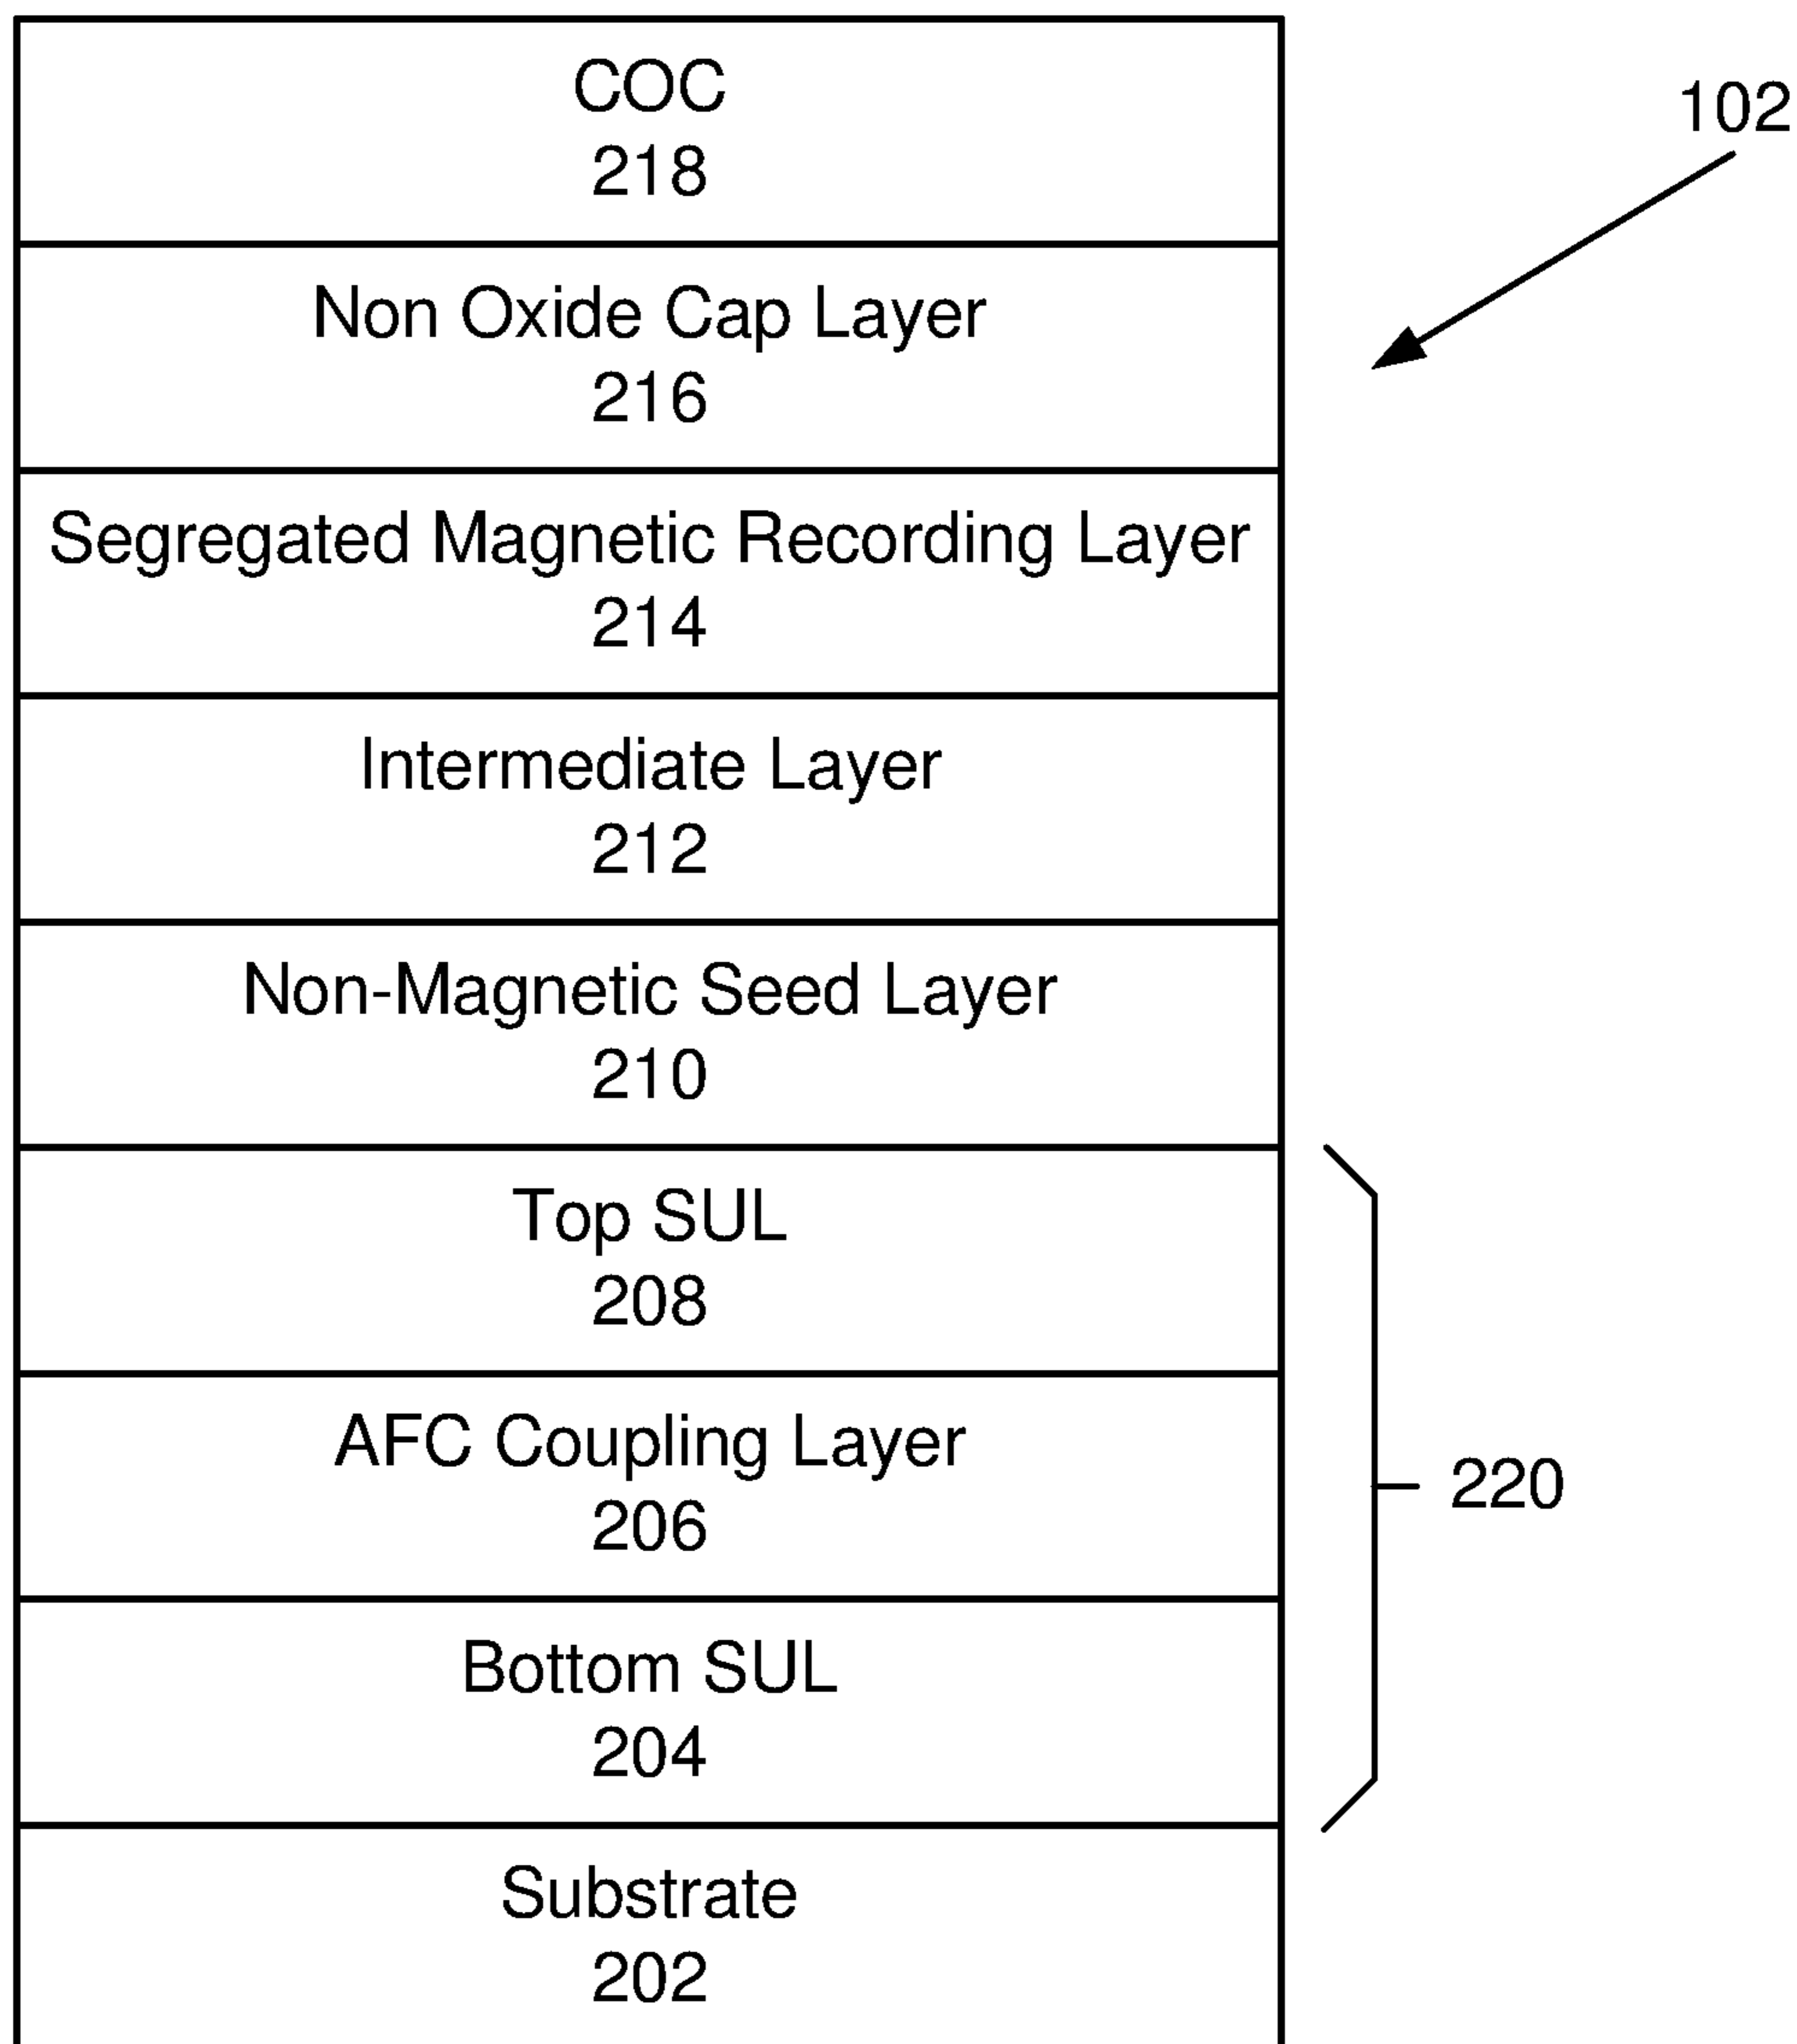 COC
218
102
Non Oxide Cap Layer
216
Segregated Magnetic Recording Layer
214
Intermediate Layer
212
Non-Magnetic Seed Layer
210
Top SUL
208
AFC Coupling Layer
206
220
Bottom SUL
204
Substrate
202